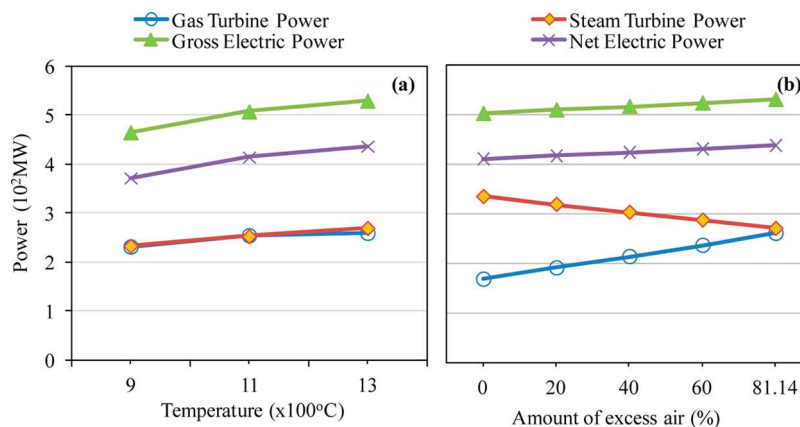 Gas Turbine Power
Steam Turbine Power
Gross Electric Power
Net Electric Power
Power (10²MW)
6
5
4
3
2
1
0
(a)
9 11 13
Temperature (x100°C)
(b)
0 20 40 60 81.14
Amount of excess air (%)